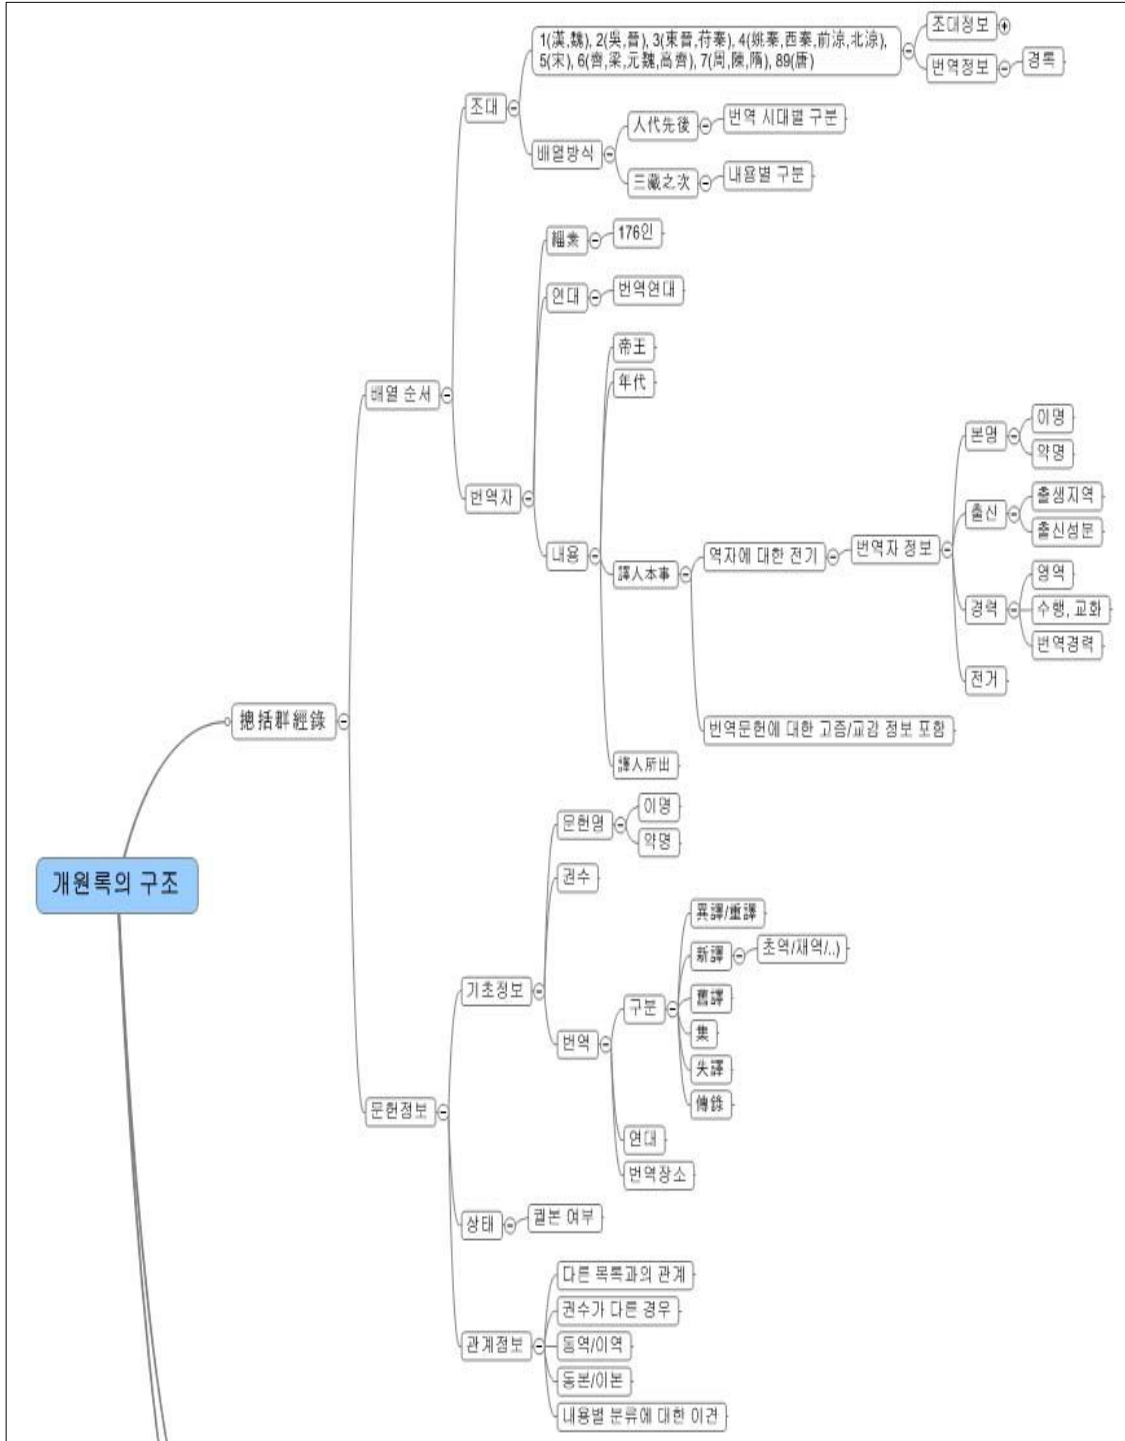 개원록의 구조
摠括群經錄
배열 순서
조대
1(漢,魏), 2(吳,晉), 3(東晉,苻秦), 4(姚秦,西秦,前涼,北涼),
5(宋), 6(齊,梁,元魏,高齊), 7(周,陳,隋), 89(唐)
조대정보
번역정보
경록
배열방식
人代先後
번역 시대별 구분
三藏之次
내용별 구분
번역자
緇素
176인
연대
번역연대
내용
帝王
年代
譯人本事
역자에 대한 전기
번역자 정보
본명
이명
약명
출신
출생지역
출신성분
경력
영역
수행, 교화
번역경력
전거
번역문헌에 대한 고증/교감 정보 포함
譯人所出
문헌정보
기초정보
문헌명
이명
약명
권수
번역
구분
異譯/重譯
新譯
초역/재역/..)
舊譯
集
失譯
傳錄
연대
번역장소
상태
궐본 여부
관계정보
다른 목록과의 관계
권수가 다른 경우
동역/이역
동본/이본
내용별 분류에 대한 이견